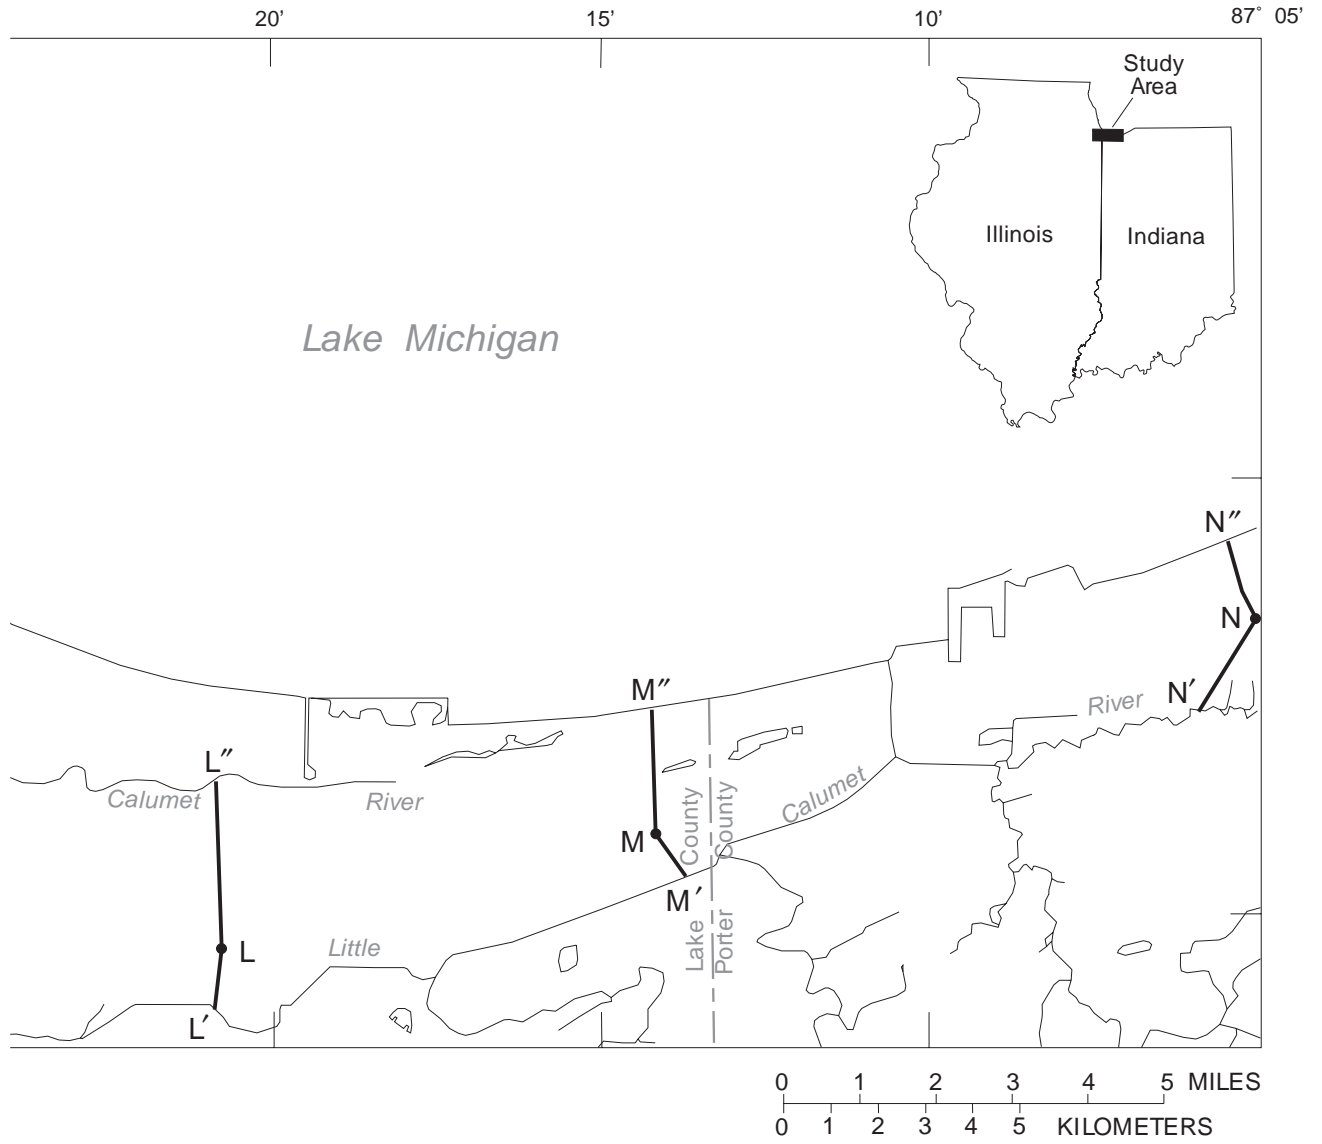 20′ 15′ 10′ 87° 05′
Study
Area
Illinois Indiana
Lake Michigan
N″
N
N′
River
M″
L″
Calumet River
Calumet
County
County
M
M′
Lake
Porter
Little
L
L′
0 1 2 3 4 5 MILES
0 1 2 3 4 5 KILOMETERS